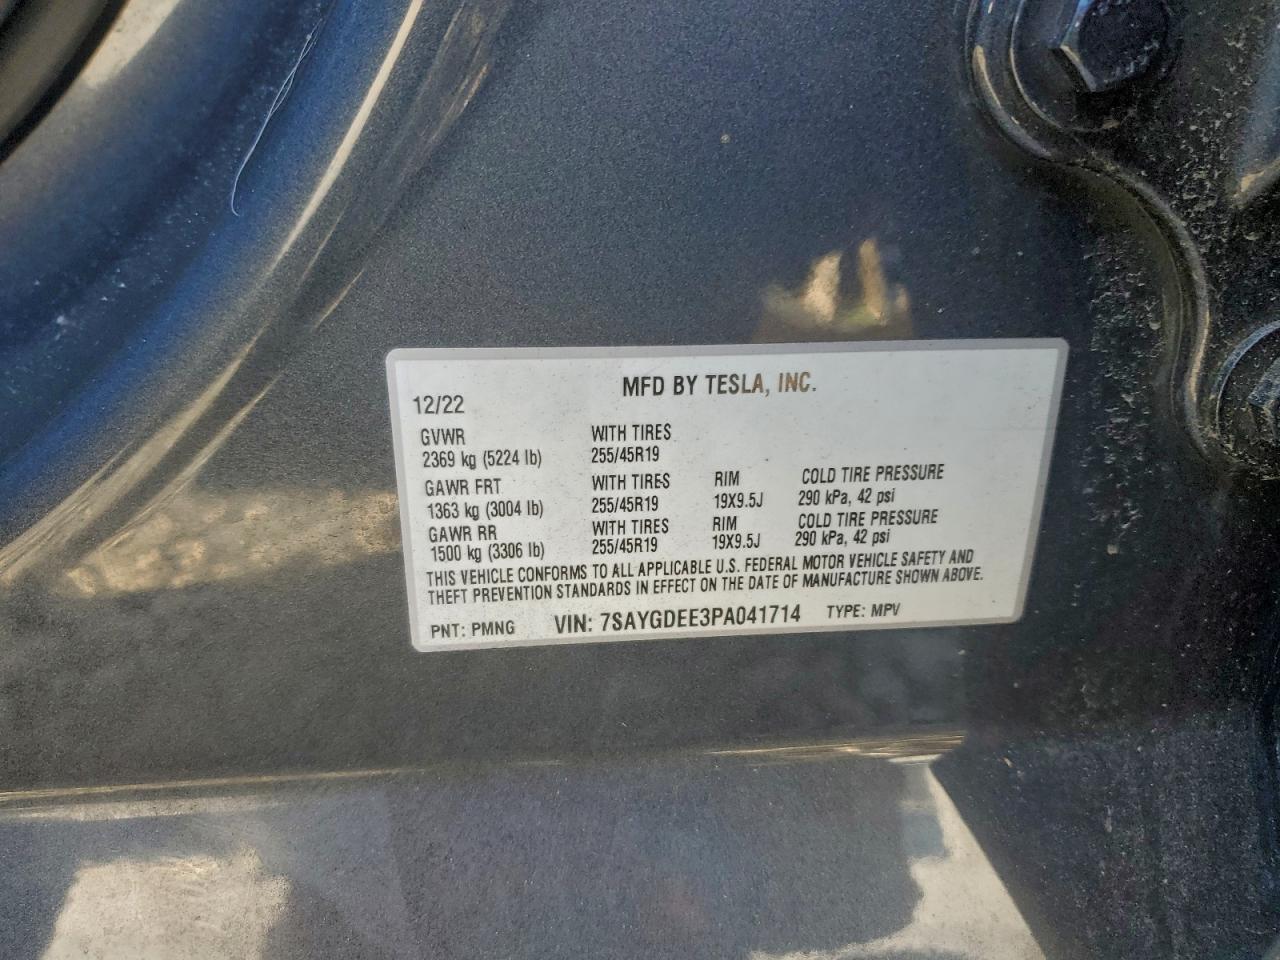 MFD BY TESLA, INC.
12/22
GVWR WITH TIRES
2369 kg (5224 lb) 255/45R19
GAWR FRT WITH TIRES RIM COLD TIRE PRESSURE
1363 kg (3004 lb) 255/45R19 19X9.5J 290 kPa, 42 psi
GAWR RR WITH TIRES RIM COLD TIRE PRESSURE
1500 kg (3306 lb) 255/45R19 19X9.5J 290 kPa, 42 psi
THIS VEHICLE CONFORMS TO ALL APPLICABLE U.S. FEDERAL MOTOR VEHICLE SAFETY AND
THEFT PREVENTION STANDARDS IN EFFECT ON THE DATE OF MANUFACTURE SHOWN ABOVE.
PNT: PMNG VIN: 7SAYGDEE3PA041714 TYPE: MPV